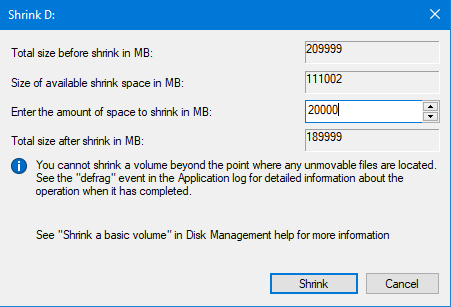 Shrink D:
Total size before shrink in MB: 209999
Size of available shrink space in MB: 111002
Enter the amount of space to shrink in MB: 20000
Total size after shrink in MB: 189999
You cannot shrink a volume beyond the point where any unmovable files are located.
See the "defrag" event in the Application log for detailed information about the
operation when it has completed.
See "Shrink a basic volume" in Disk Management help for more information
Shrink Cancel